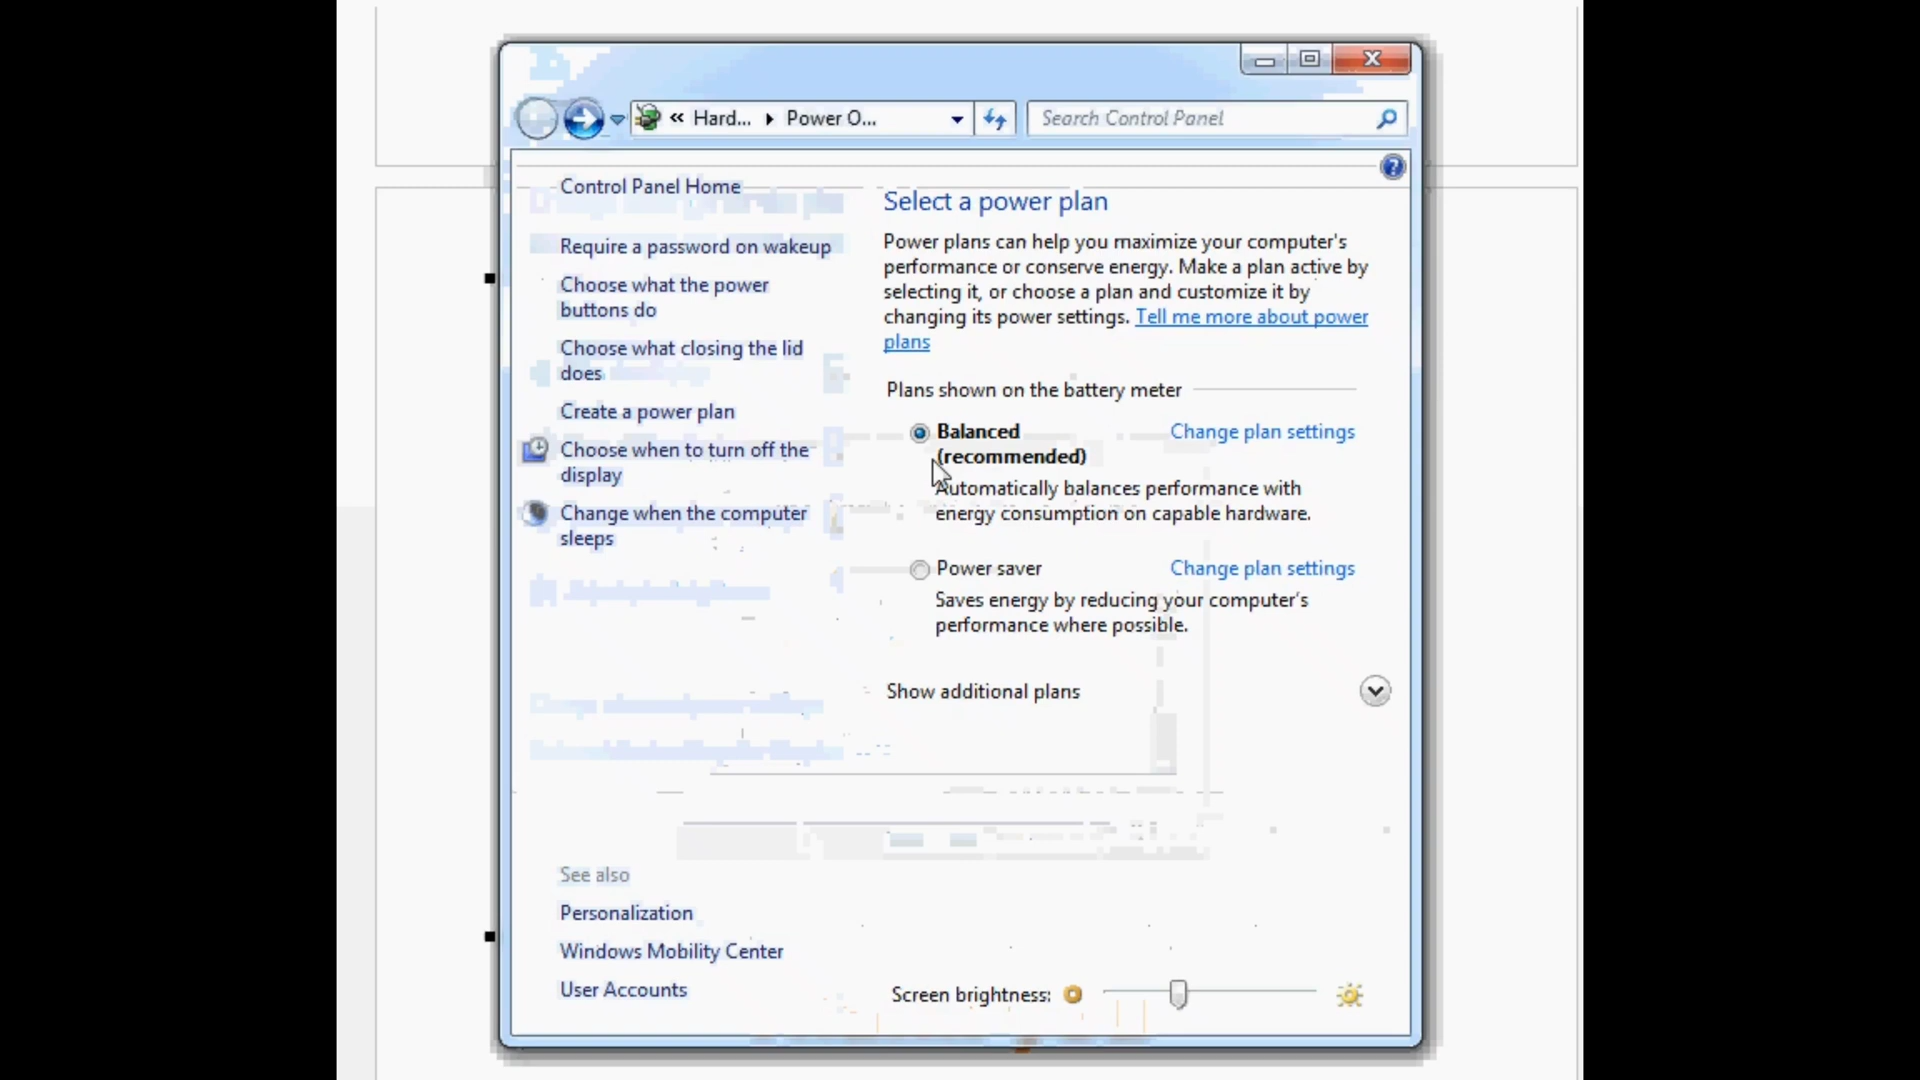 « Hard... Power O...
Search Control Panel
Control Panel Home
Require a password on wakeup
Choose what the power
buttons do
Choose what closing the lid
does
Create a power plan
Choose when to turn off the
display
Change when the computer
sleeps
See also
Personalization
Windows Mobility Center
User Accounts
Select a power plan
Power plans can help you maximize your computer's
performance or conserve energy. Make a plan active by
selecting it, or choose a plan and customize it by
changing its power settings. Tell me more about power
plans
Plans shown on the battery meter
Balanced Change plan settings
(recommended)
Automatically balances performance with
energy consumption on capable hardware.
Power saver Change plan settings
Saves energy by reducing your computer's
performance where possible.
Show additional plans
Screen brightness: